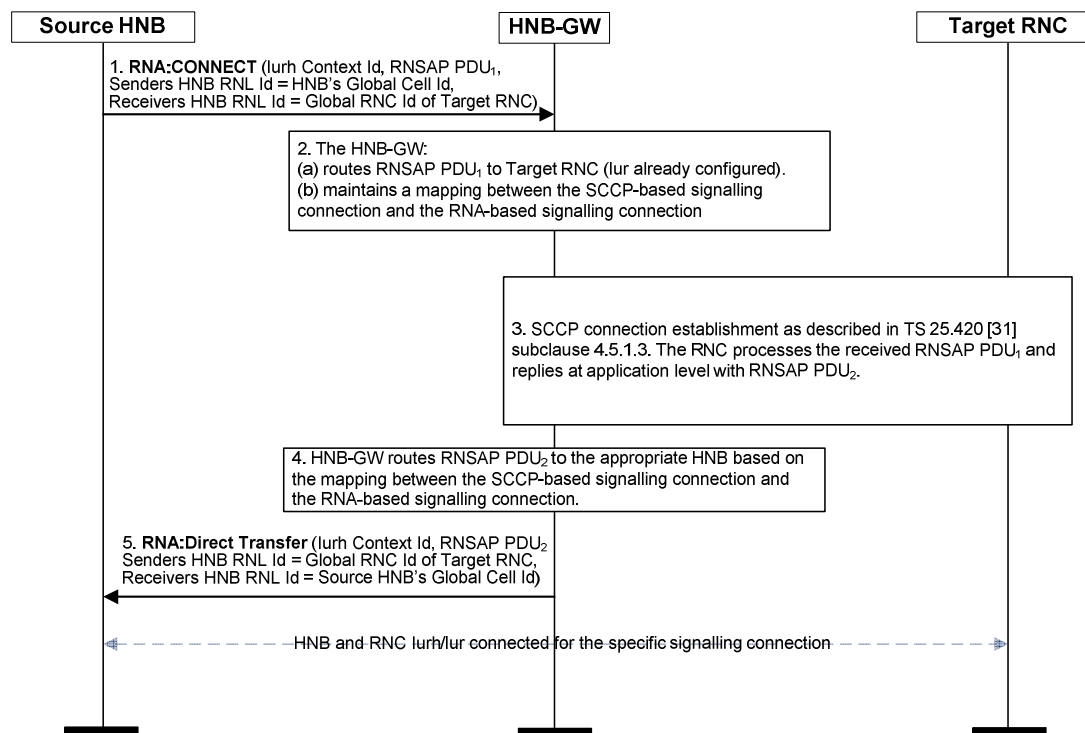 Source HNB
HNB-GW
Target RNC
1. RNA:CONNECT (Iurh Context Id, RNSAP PDU₁,
Senders HNB RNL Id = HNB's Global Cell Id,
Receivers HNB RNL Id = Global RNC Id of Target RNC)
2. The HNB-GW:
(a) routes RNSAP PDU₁ to Target RNC (Iur already configured).
(b) maintains a mapping between the SCCP-based signalling
connection and the RNA-based signalling connection
3. SCCP connection establishment as described in TS 25.420 [31]
subclause 4.5.1.3. The RNC processes the received RNSAP PDU₁ and
replies at application level with RNSAP PDU₂.
4. HNB-GW routes RNSAP PDU₂ to the appropriate HNB based on
the mapping between the SCCP-based signalling connection and
the RNA-based signalling connection.
5. RNA:Direct Transfer (Iurh Context Id, RNSAP PDU₂
Senders HNB RNL Id = Global RNC Id of Target RNC,
Receivers HNB RNL Id = Source HNB's Global Cell Id)
HNB and RNC Iurh/Iur connected for the specific signalling connection